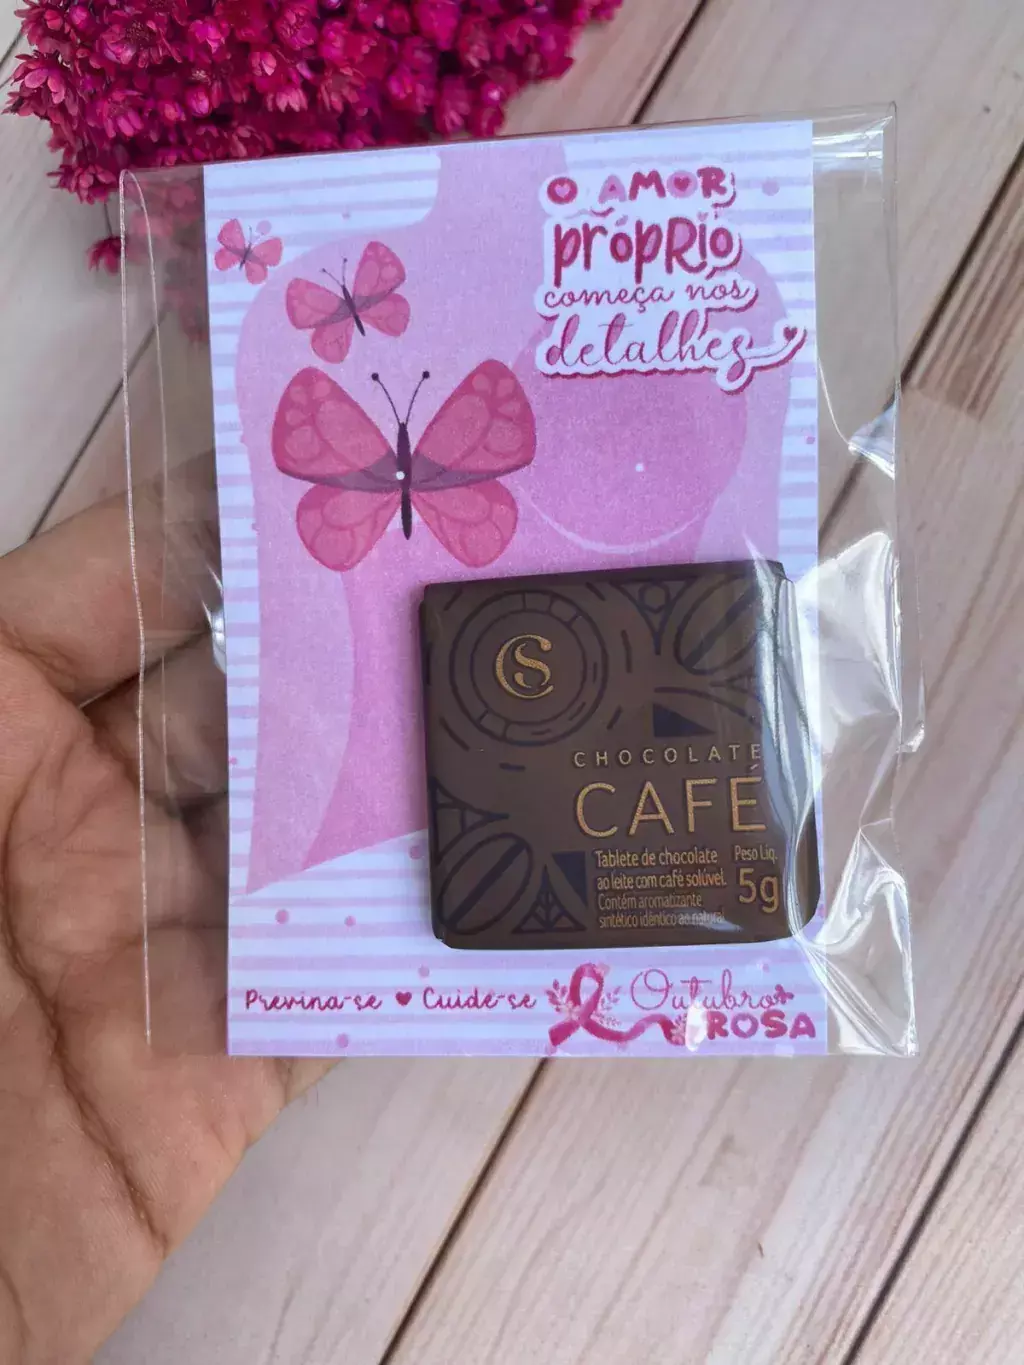 O AMOR
próprio
começa nos
detalhes
CS
CHOCOLATE
CAFÉ
Tablete de chocolate
ao leite com café solúvel.
Contém aromatizante
sintético idêntico ao natural
Peso Líq.
5g
Previna-se ♥ Cuide-se
Outubro
ROSA